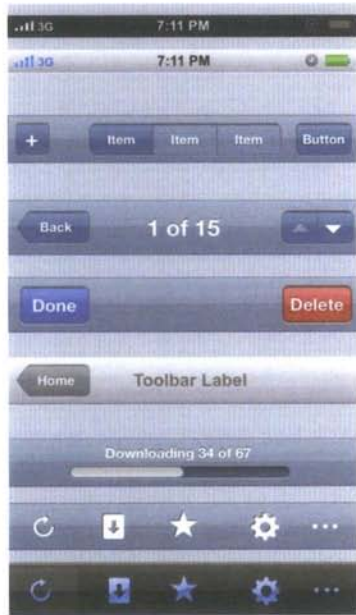 3G 7:11 PM
3G 7:11 PM
+ Item Item Item Button
Back 1 of 15
Done Delete
Home Toolbar Label
Downloading 34 of 67